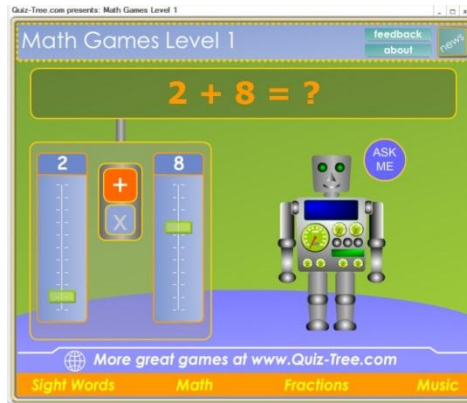 Quiz-Tree.com presents: Math Games Level 1
Math Games Level 1
feedback
about
news
2 + 8 = ?
2
8
+
X
ASK
ME
More great games at www.Quiz-Tree.com
Sight Words Math Fractions Music